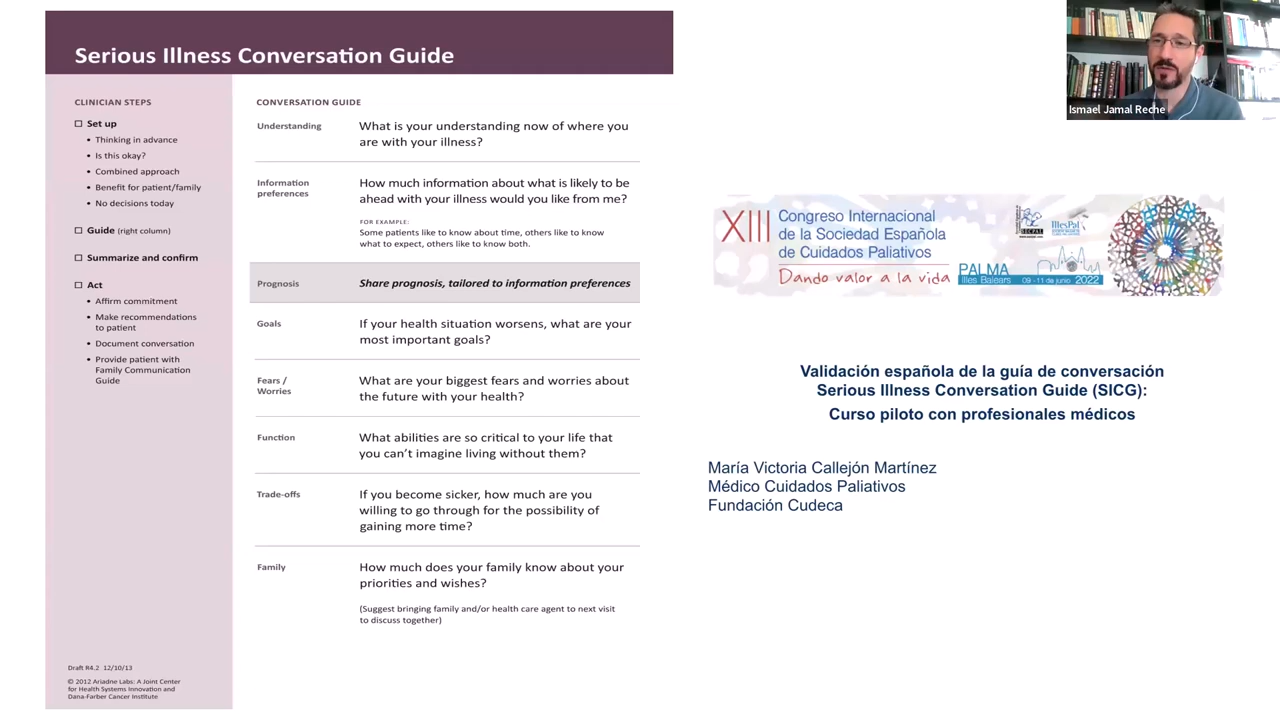 Serious Illness Conversation Guide
CLINICIAN STEPS
Set up
• Thinking in advance
• Is this okay?
• Combined approach
• Benefit for patient/family
• No decisions today
Guide (right column)
Summarize and confirm
Act
• Affirm commitment
• Make recommendations
to patient
• Document conversation
• Provide patient with
Family Communication
Guide
Draft R4.2 12/10/13
© 2012 Ariadne Labs: A Joint Center
for Health Systems Innovation and
Dana-Farber Cancer Institute
CONVERSATION GUIDE
Understanding
What is your understanding now of where you
are with your illness?
Information
preferences
How much information about what is likely to be
ahead with your illness would you like from me?
FOR EXAMPLE:
Some patients like to know about time, others like to know
what to expect, others like to know both.
Prognosis
Share prognosis, tailored to information preferences
Goals
If your health situation worsens, what are your
most important goals?
Fears /
Worries
What are your biggest fears and worries about
the future with your health?
Function
What abilities are so critical to your life that
you can't imagine living without them?
Trade-offs
If you become sicker, how much are you
willing to go through for the possibility of
gaining more time?
Family
How much does your family know about your
priorities and wishes?
(Suggest bringing family and/or health care agent to next visit
to discuss together)
Ismael Jamal Reche
XIII
Congreso Internacional
de la Sociedad Española
de Cuidados Paliativos
Dando valor a la vida
SECPAL
IllesPal
PALMA
Illes Balears
09 - 11 de junio 2022
Validación española de la guía de conversación
Serious Illness Conversation Guide (SICG):
Curso piloto con profesionales médicos
María Victoria Callejón Martínez
Médico Cuidados Paliativos
Fundación Cudeca